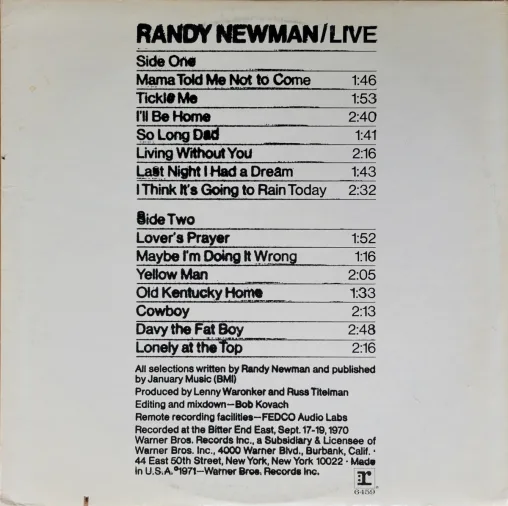 RANDY NEWMAN/LIVE
Side One
Mama Told Me Not to Come 1:46
Tickle Me 1:53
I'll Be Home 2:40
So Long Dad 1:41
Living Without You 2:16
Last Night I Had a Dream 1:43
I Think It's Going to Rain Today 2:32
Side Two
Lover's Prayer 1:52
Maybe I'm Doing It Wrong 1:16
Yellow Man 2:05
Old Kentucky Home 1:33
Cowboy 2:13
Davy the Fat Boy 2:48
Lonely at the Top 2:16
All selections written by Randy Newman and published
by January Music (BMI)
Produced by Lenny Waronker and Russ Titelman
Editing and mixdown—Bob Kovach
Remote recording facilities—FEDCO Audio Labs
Recorded at the Bitter End East, Sept. 17-19, 1970
Warner Bros. Records Inc., a Subsidiary & Licensee of
Warner Bros. Inc., 4000 Warner Blvd., Burbank, Calif. ·
44 East 50th Street, New York, New York 10022 · Made
in U.S.A. ℗1971—Warner Bros. Records Inc.
r:
6459